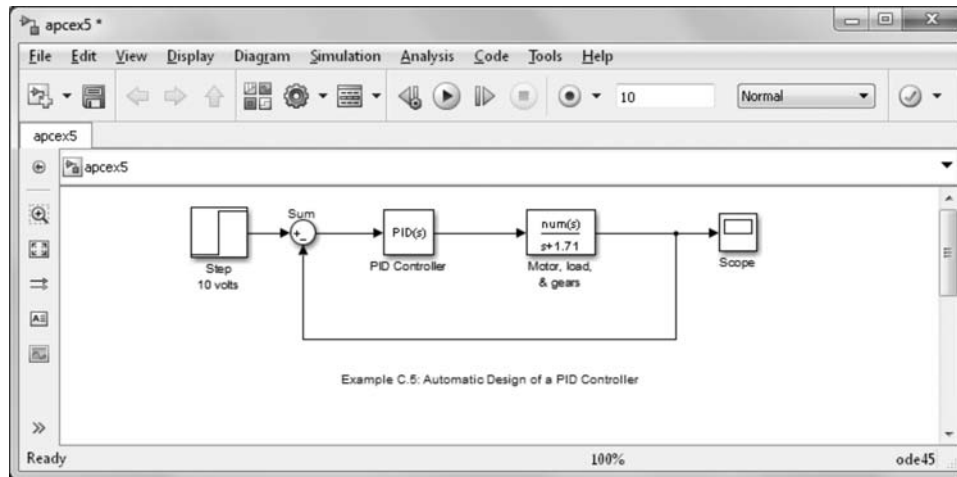 apcex5 *
File Edit View Display Diagram Simulation Analysis Code Tools Help
10 Normal
apcex5
apcex5
Sum
+
−
PID(s)
num(s)
s+1.71
Step
10 volts
PID Controller
Motor, load,
& gears
Scope
Example C.5: Automatic Design of a PID Controller
Ready 100% ode45